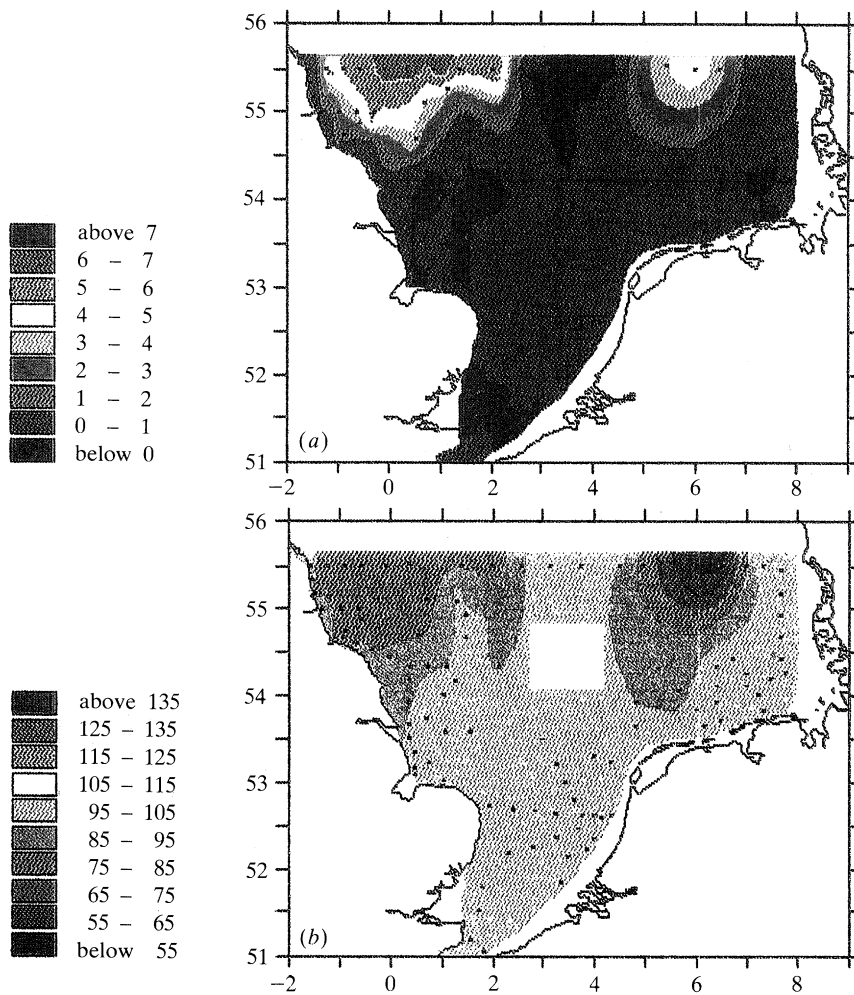 56
55
54
53
52
51
(a)
−2 0 2 4 6 8
above 7
6 – 7
5 – 6
4 – 5
3 – 4
2 – 3
1 – 2
0 – 1
below 0
56
55
54
53
52
51
(b)
−2 0 2 4 6 8
above 135
125 – 135
115 – 125
105 – 115
95 – 105
85 – 95
75 – 85
65 – 75
55 – 65
below 55